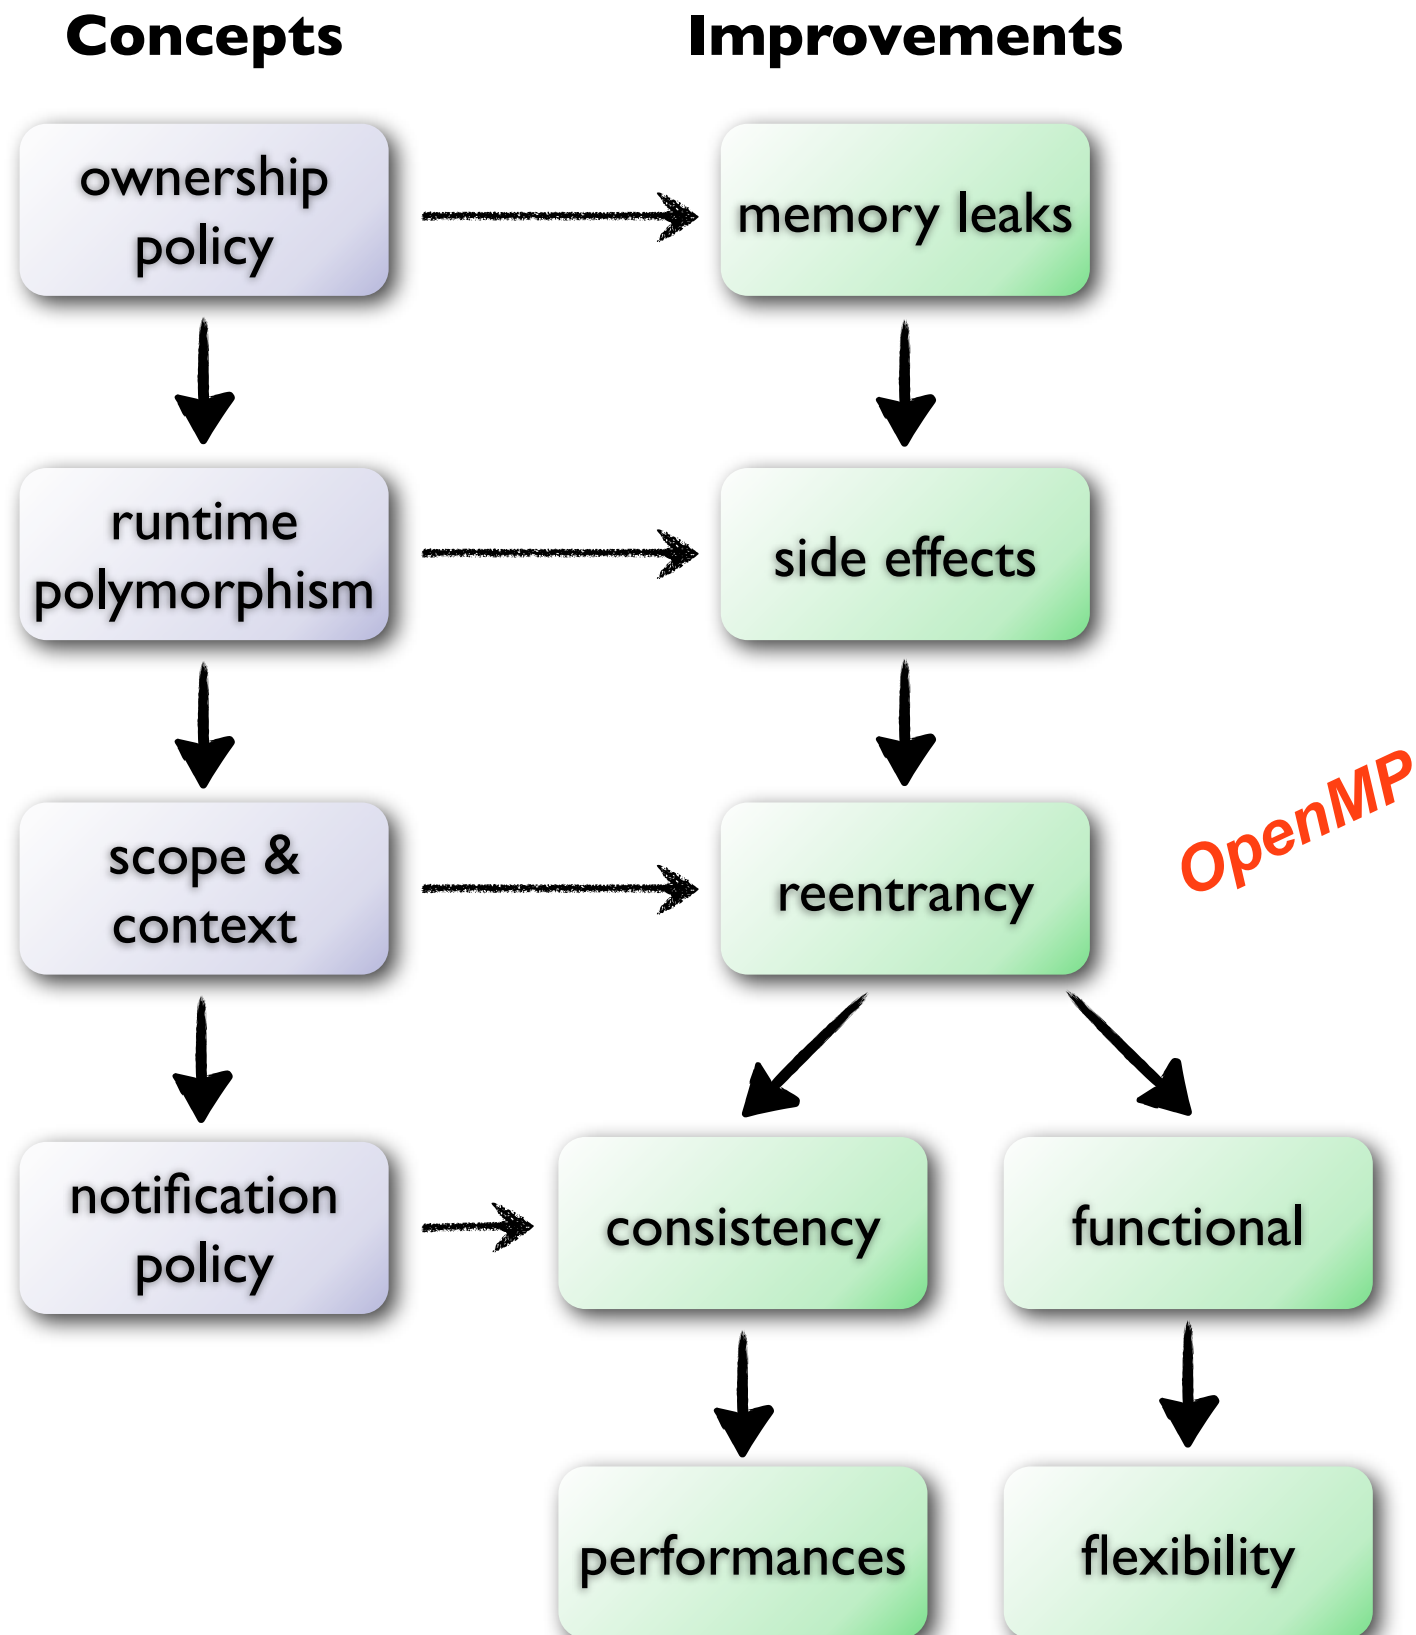 Concepts
Improvements
ownership
policy
memory leaks
runtime
polymorphism
side effects
scope &
context
reentrancy
OpenMP
notification
policy
consistency
functional
performances
flexibility